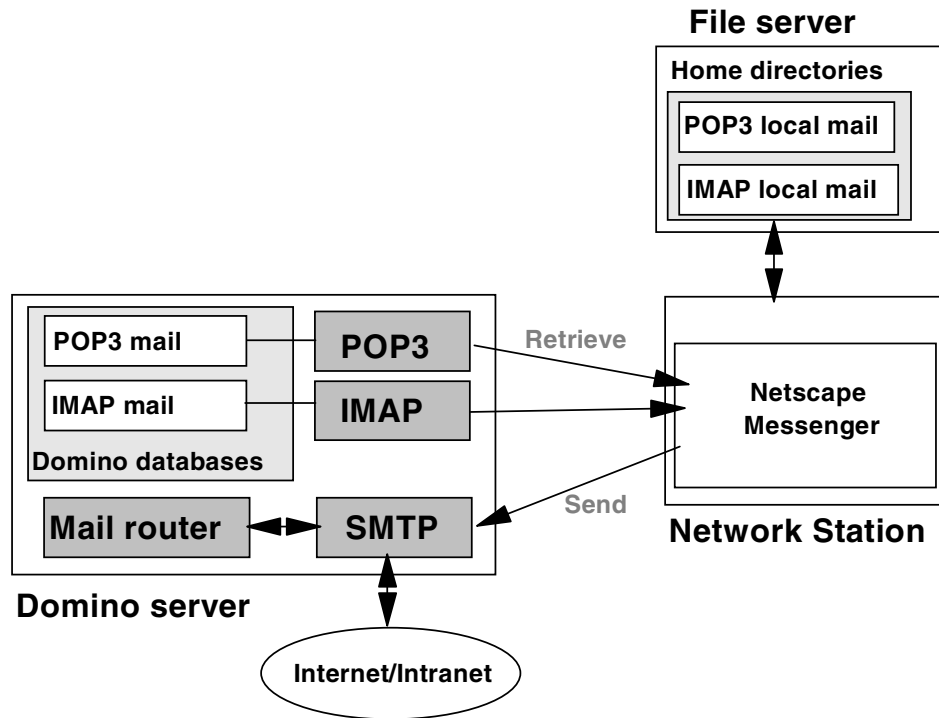 File server
Home directories
POP3 local mail
IMAP local mail
POP3 mail
POP3
Retrieve
IMAP mail
IMAP
Netscape
Messenger
Domino databases
Mail router
SMTP
Send
Network Station
Domino server
Internet/Intranet